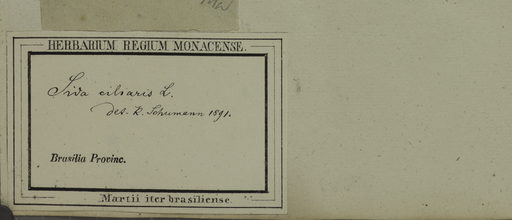 HERBARIUM REGIUM MONACENSE.
Sida ciliaris L.
det. K. Schumann 1891.
Brasilia Provinc.
Martii iter brasiliense.